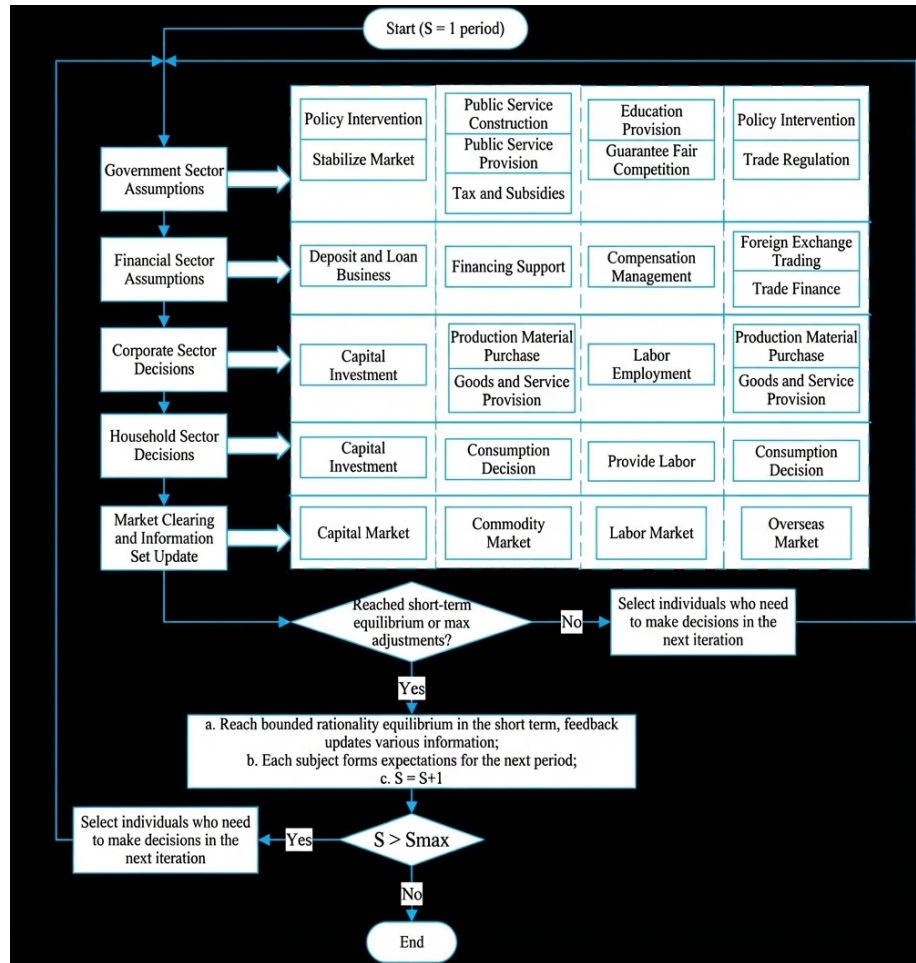 Start (S = 1 period)
Government Sector
Assumptions
Policy Intervention
Stabilize Market
Public Service
Construction
Public Service
Provision
Tax and Subsidies
Education
Provision
Guarantee Fair
Competition
Policy Intervention
Trade Regulation
Financial Sector
Assumptions
Deposit and Loan
Business
Financing Support
Compensation
Management
Foreign Exchange
Trading
Trade Finance
Corporate Sector
Decisions
Capital
Investment
Production Material
Purchase
Goods and Service
Provision
Labor
Employment
Production Material
Purchase
Goods and Service
Provision
Household Sector
Decisions
Capital
Investment
Consumption
Decision
Provide Labor
Consumption
Decision
Market Clearing
and Information
Set Update
Capital Market
Commodity
Market
Labor Market
Overseas
Market
Reached short-term
equilibrium or max
adjustments?
No
Select individuals who need
to make decisions in the
next iteration
Yes
a. Reach bounded rationality equilibrium in the short term, feedback
updates various information;
b. Each subject forms expectations for the next period;
c. S = S+1
Select individuals who need
to make decisions in the
next iteration
Yes
S > Smax
No
End